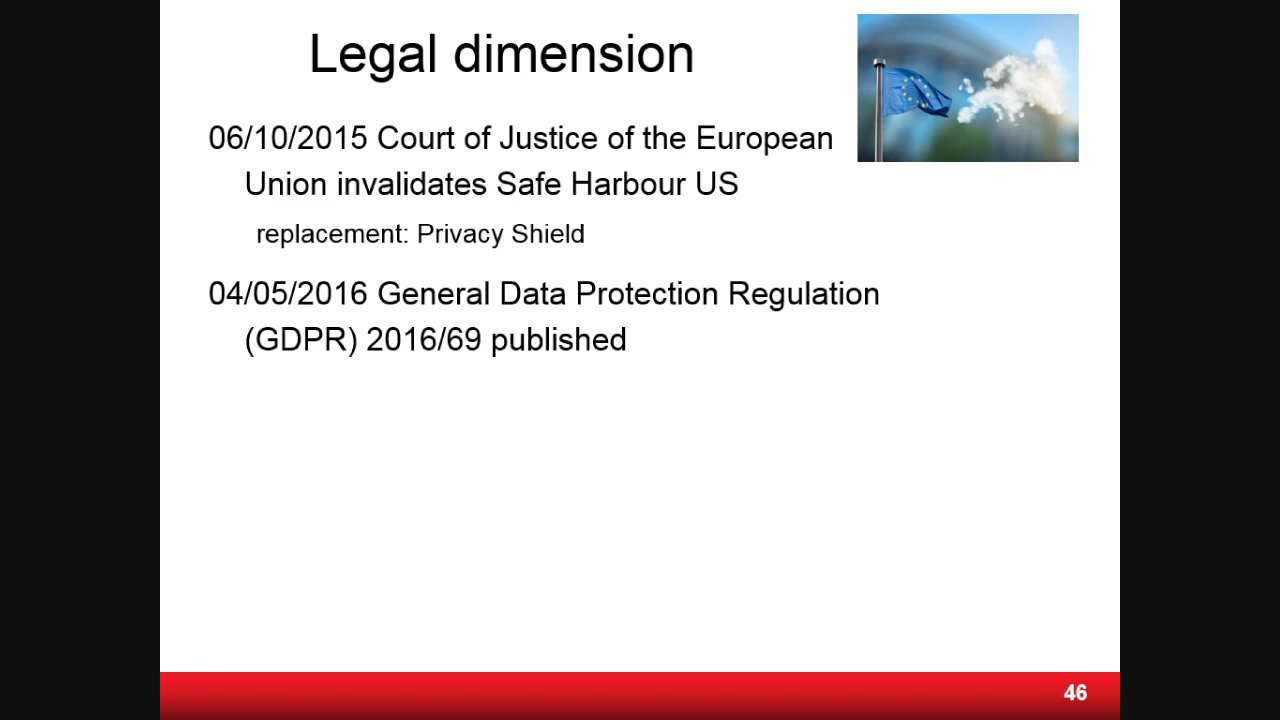 Legal dimension
06/10/2015 Court of Justice of the European
Union invalidates Safe Harbour US
replacement: Privacy Shield
04/05/2016 General Data Protection Regulation
(GDPR) 2016/69 published
46